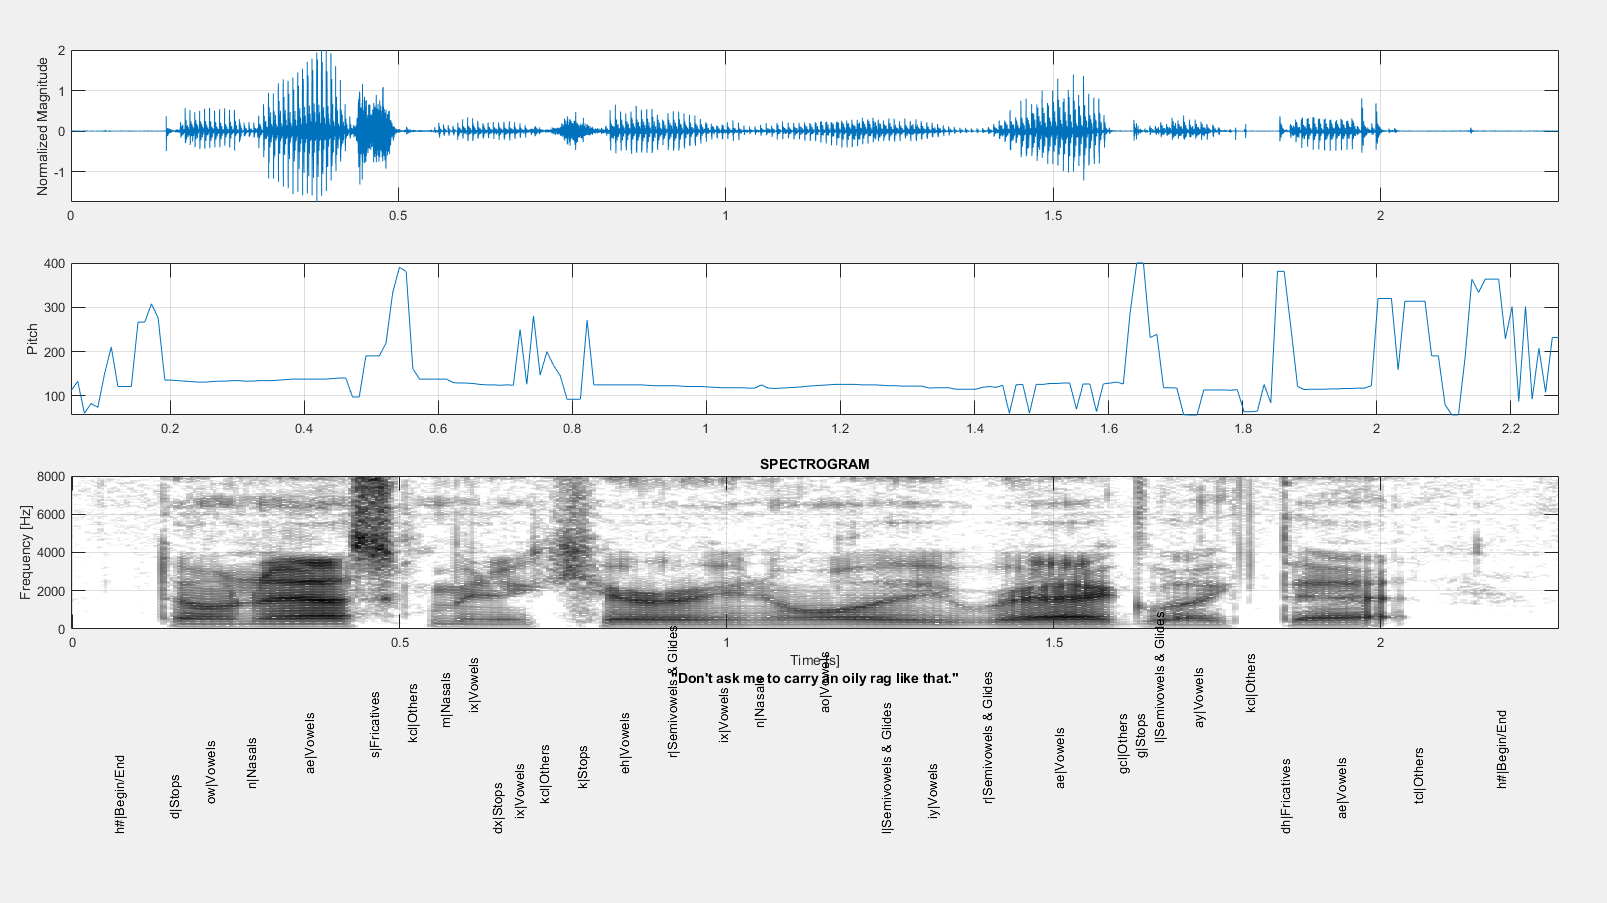 Normalized Magnitude
2
1
0
-1
0 0.5 1 1.5 2
Pitch
400
300
200
100
0.2 0.4 0.6 0.8 1 1.2 1.4 1.6 1.8 2 2.2
SPECTROGRAM
Frequency [Hz]
8000
6000
4000
2000
0
0 0.5 1 1.5 2
Time [s]
"Don't ask me to carry an oily rag like that."
h#|Begin/End
d|Stops
ow|Vowels
n|Nasals
ae|Vowels
s|Fricatives
kcl|Others
m|Nasals
ix|Vowels
dx|Stops
ix|Vowels
kcl|Others
k|Stops
eh|Vowels
r|Semivowels & Glides
ix|Vowels
n|Nasals
ao|Vowels
l|Semivowels & Glides
iy|Vowels
r|Semivowels & Glides
ae|Vowels
gcl|Others
g|Stops
l|Semivowels & Glides
ay|Vowels
kcl|Others
dh|Fricatives
ae|Vowels
tcl|Others
h#|Begin/End